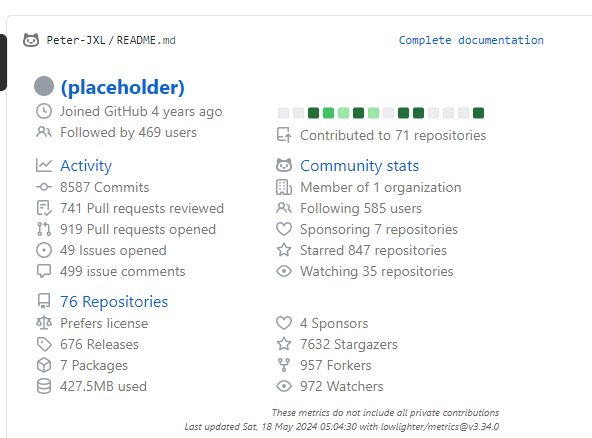 Peter-JXL / README.md
Complete documentation
(placeholder)
Joined GitHub 4 years ago
Followed by 469 users
Contributed to 71 repositories
Activity
8587 Commits
741 Pull requests reviewed
919 Pull requests opened
49 Issues opened
499 issue comments
Community stats
Member of 1 organization
Following 585 users
Sponsoring 7 repositories
Starred 847 repositories
Watching 35 repositories
76 Repositories
Prefers license
676 Releases
7 Packages
427.5MB used
4 Sponsors
7632 Stargazers
957 Forkers
972 Watchers
These metrics do not include all private contributions
Last updated Sat, 18 May 2024 05:04:30 with lowlighter/metrics@v3.34.0